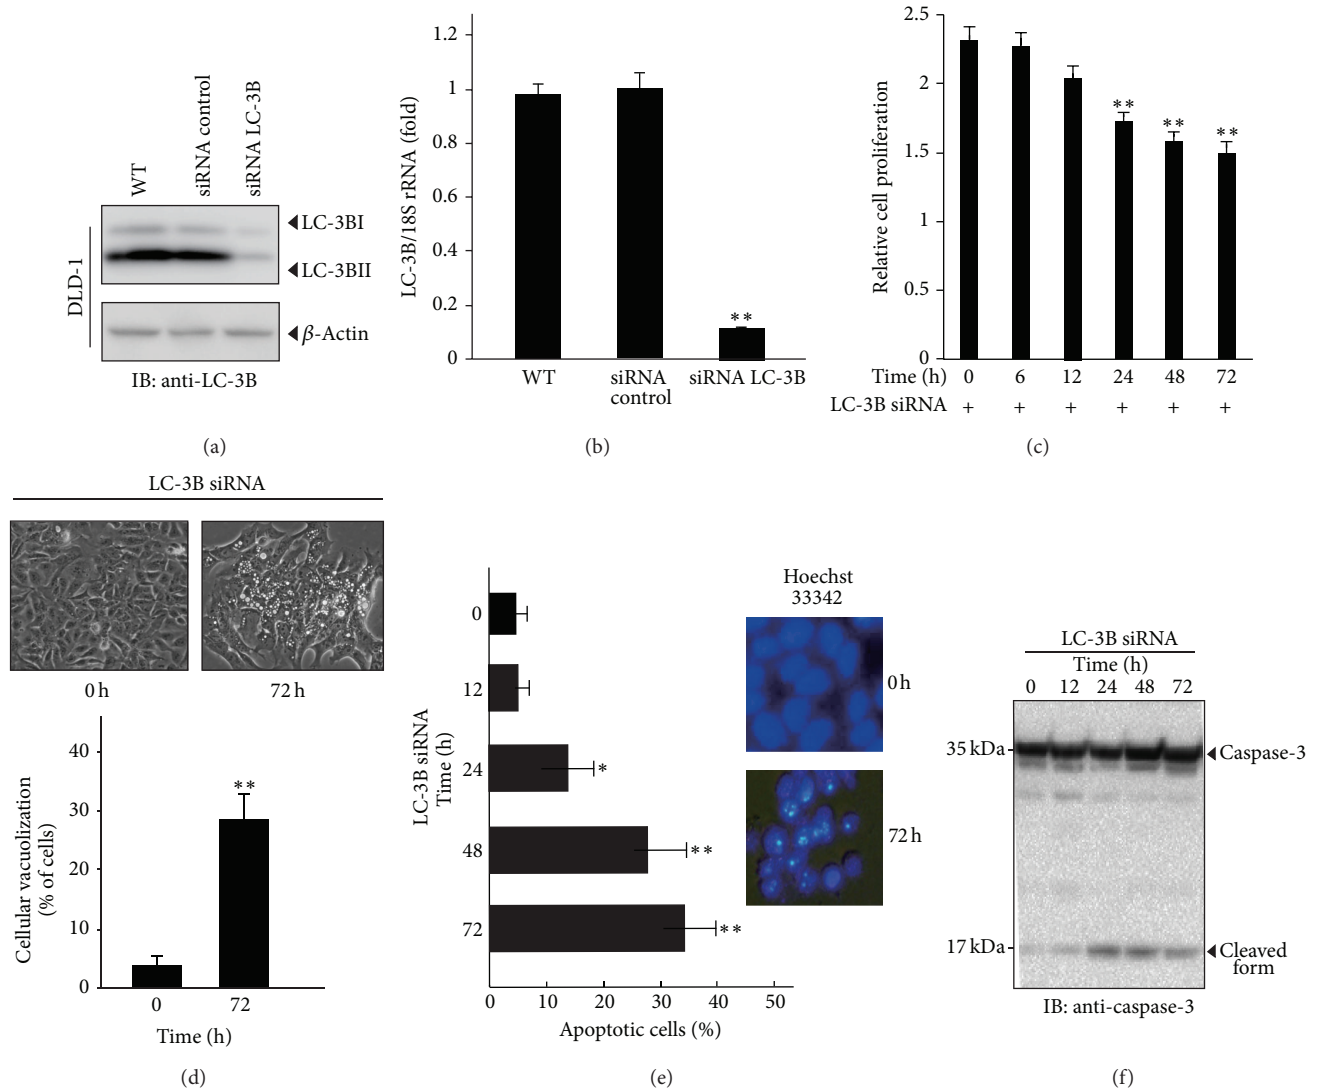 WT
siRNA control
siRNA LC-3B
LC-3BI
LC-3BII
DLD-1
β-Actin
IB: anti-LC-3B
(a)
LC-3B/18S rRNA (fold)
1.2
1
0.8
0.6
0.4
0.2
0
**
WT
siRNA control
siRNA LC-3B
(b)
Relative cell proliferation
2.5
2
1.5
1
0.5
0
**
**
**
Time (h) 0 6 12 24 48 72
LC-3B siRNA + + + + + +
(c)
LC-3B siRNA
0 h
72 h
Cellular vacuolization
(% of cells)
40
30
20
10
0
**
0 72
Time (h)
(d)
LC-3B siRNA
Time (h)
0
12
24 *
48 **
72 **
0 10 20 30 40 50
Apoptotic cells (%)
Hoechst
33342
0 h
72 h
(e)
LC-3B siRNA
Time (h)
0 12 24 48 72
35 kDa
Caspase-3
17 kDa
Cleaved
form
IB: anti-caspase-3
(f)